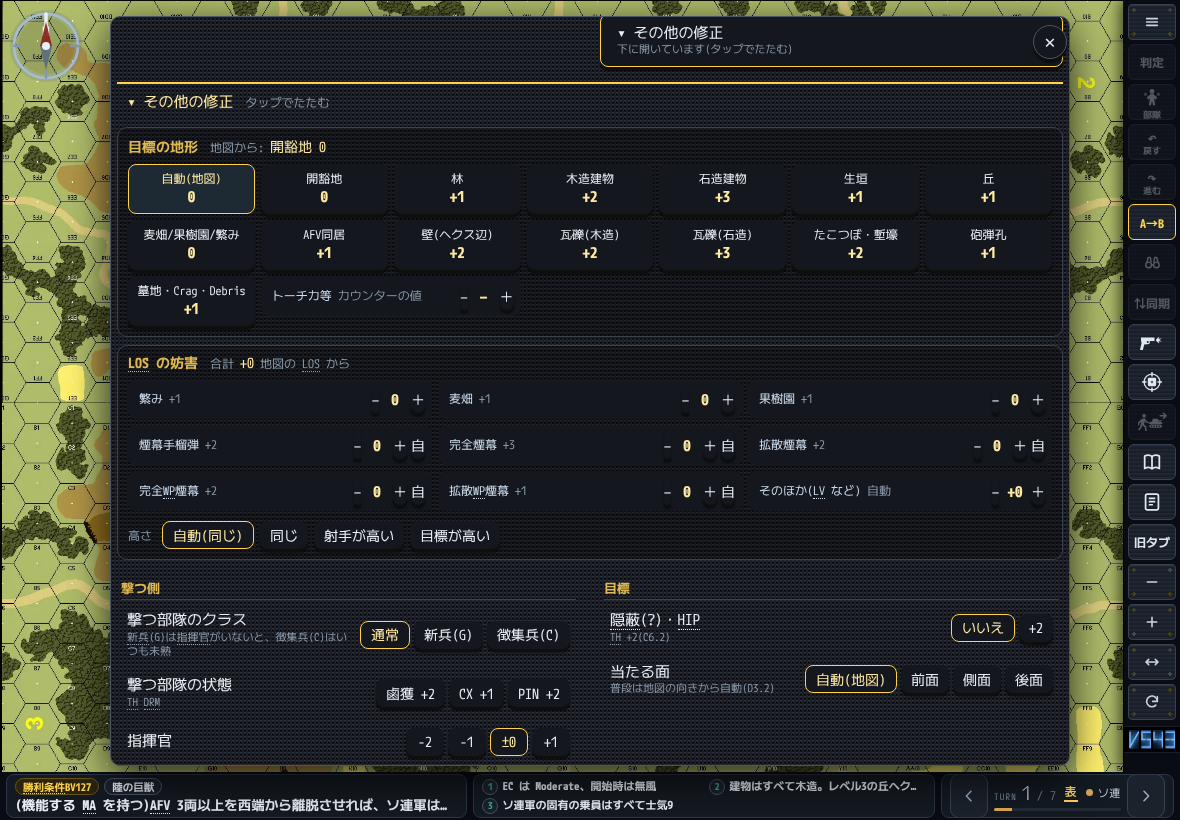 ▼ その他の修正
下に開いています(タップでたたむ)
▼ その他の修正 タップでたたむ
目標の地形 地図から: 開豁地 0
自動(地図) 開豁地 林 木造建物 石造建物 生垣 丘
0 0 +1 +2 +3 +1 +1
麦畑/果樹園/繁み AFV同居 壁(ヘクス辺) 瓦礫(木造) 瓦礫(石造) たこつぼ・塹壕 砲弾孔
0 +1 +2 +2 +3 +2 +1
墓地・Crag・Debris
+1
トーチカ等 カウンターの値 - - +
LOS の妨害 合計 +0 地図の LOS から
繁み +1 - 0 + 麦畑 +1 - 0 + 果樹園 +1 - 0 +
煙幕手榴弾 +2 - 0 + 自 完全煙幕 +3 - 0 + 自 拡散煙幕 +2 - 0 + 自
完全WP煙幕 +2 - 0 + 自 拡散WP煙幕 +1 - 0 + 自 そのほか(LV など) 自動 - +0 +
高さ 自動(同じ) 同じ 射手が高い 目標が高い
撃つ側
撃つ部隊のクラス
新兵(G)は指揮官がいないと、徴集兵(C)はい
つも未熟
通常 新兵(G) 徴集兵(C)
撃つ部隊の状態
TH DRM
鹵獲 +2 CX +1 PIN +2
指揮官 -2 -1 ±0 +1
目標
隠蔽(?)・HIP
TH +2(C6.2)
いいえ +2
当たる面
普段は地図の向きから自動(D3.2)
自動(地図) 前面 側面 後面
判定
部隊
戻す
進む
A→B
⇅同期
旧タブ
V543
2
3
勝利条件BV127 陸の巨獣
(機能する MA を持つ)AFV 3両以上を西端から離脱させれば、ソ連軍は…
1 EC は Moderate、開始時は無風
2 建物はすべて木造。レベル3の丘へク…
3 ソ連軍の固有の乗員はすべて士気9
TURN 1 / 7 表 ソ連